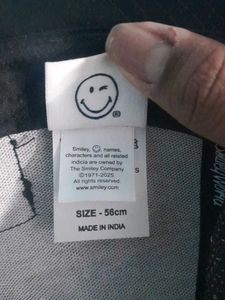 ®
Smiley, names,
characters and all related
indicia are owned by
The Smiley Company
©1971-2025
All rights reserved.
www.smiley.com
S
SIZE - 56cm
MADE IN INDIA